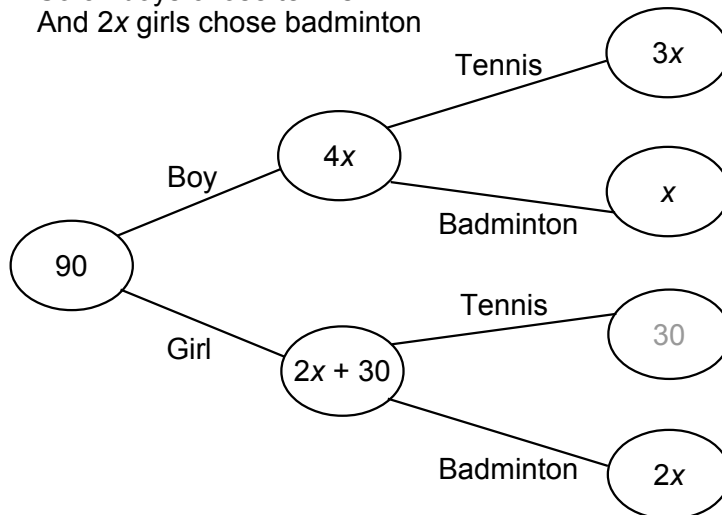 And 2x girls chose badminton
Tennis
3x
4x
Boy
x
Badminton
90
Tennis
30
Girl
2x + 30
Badminton
2x